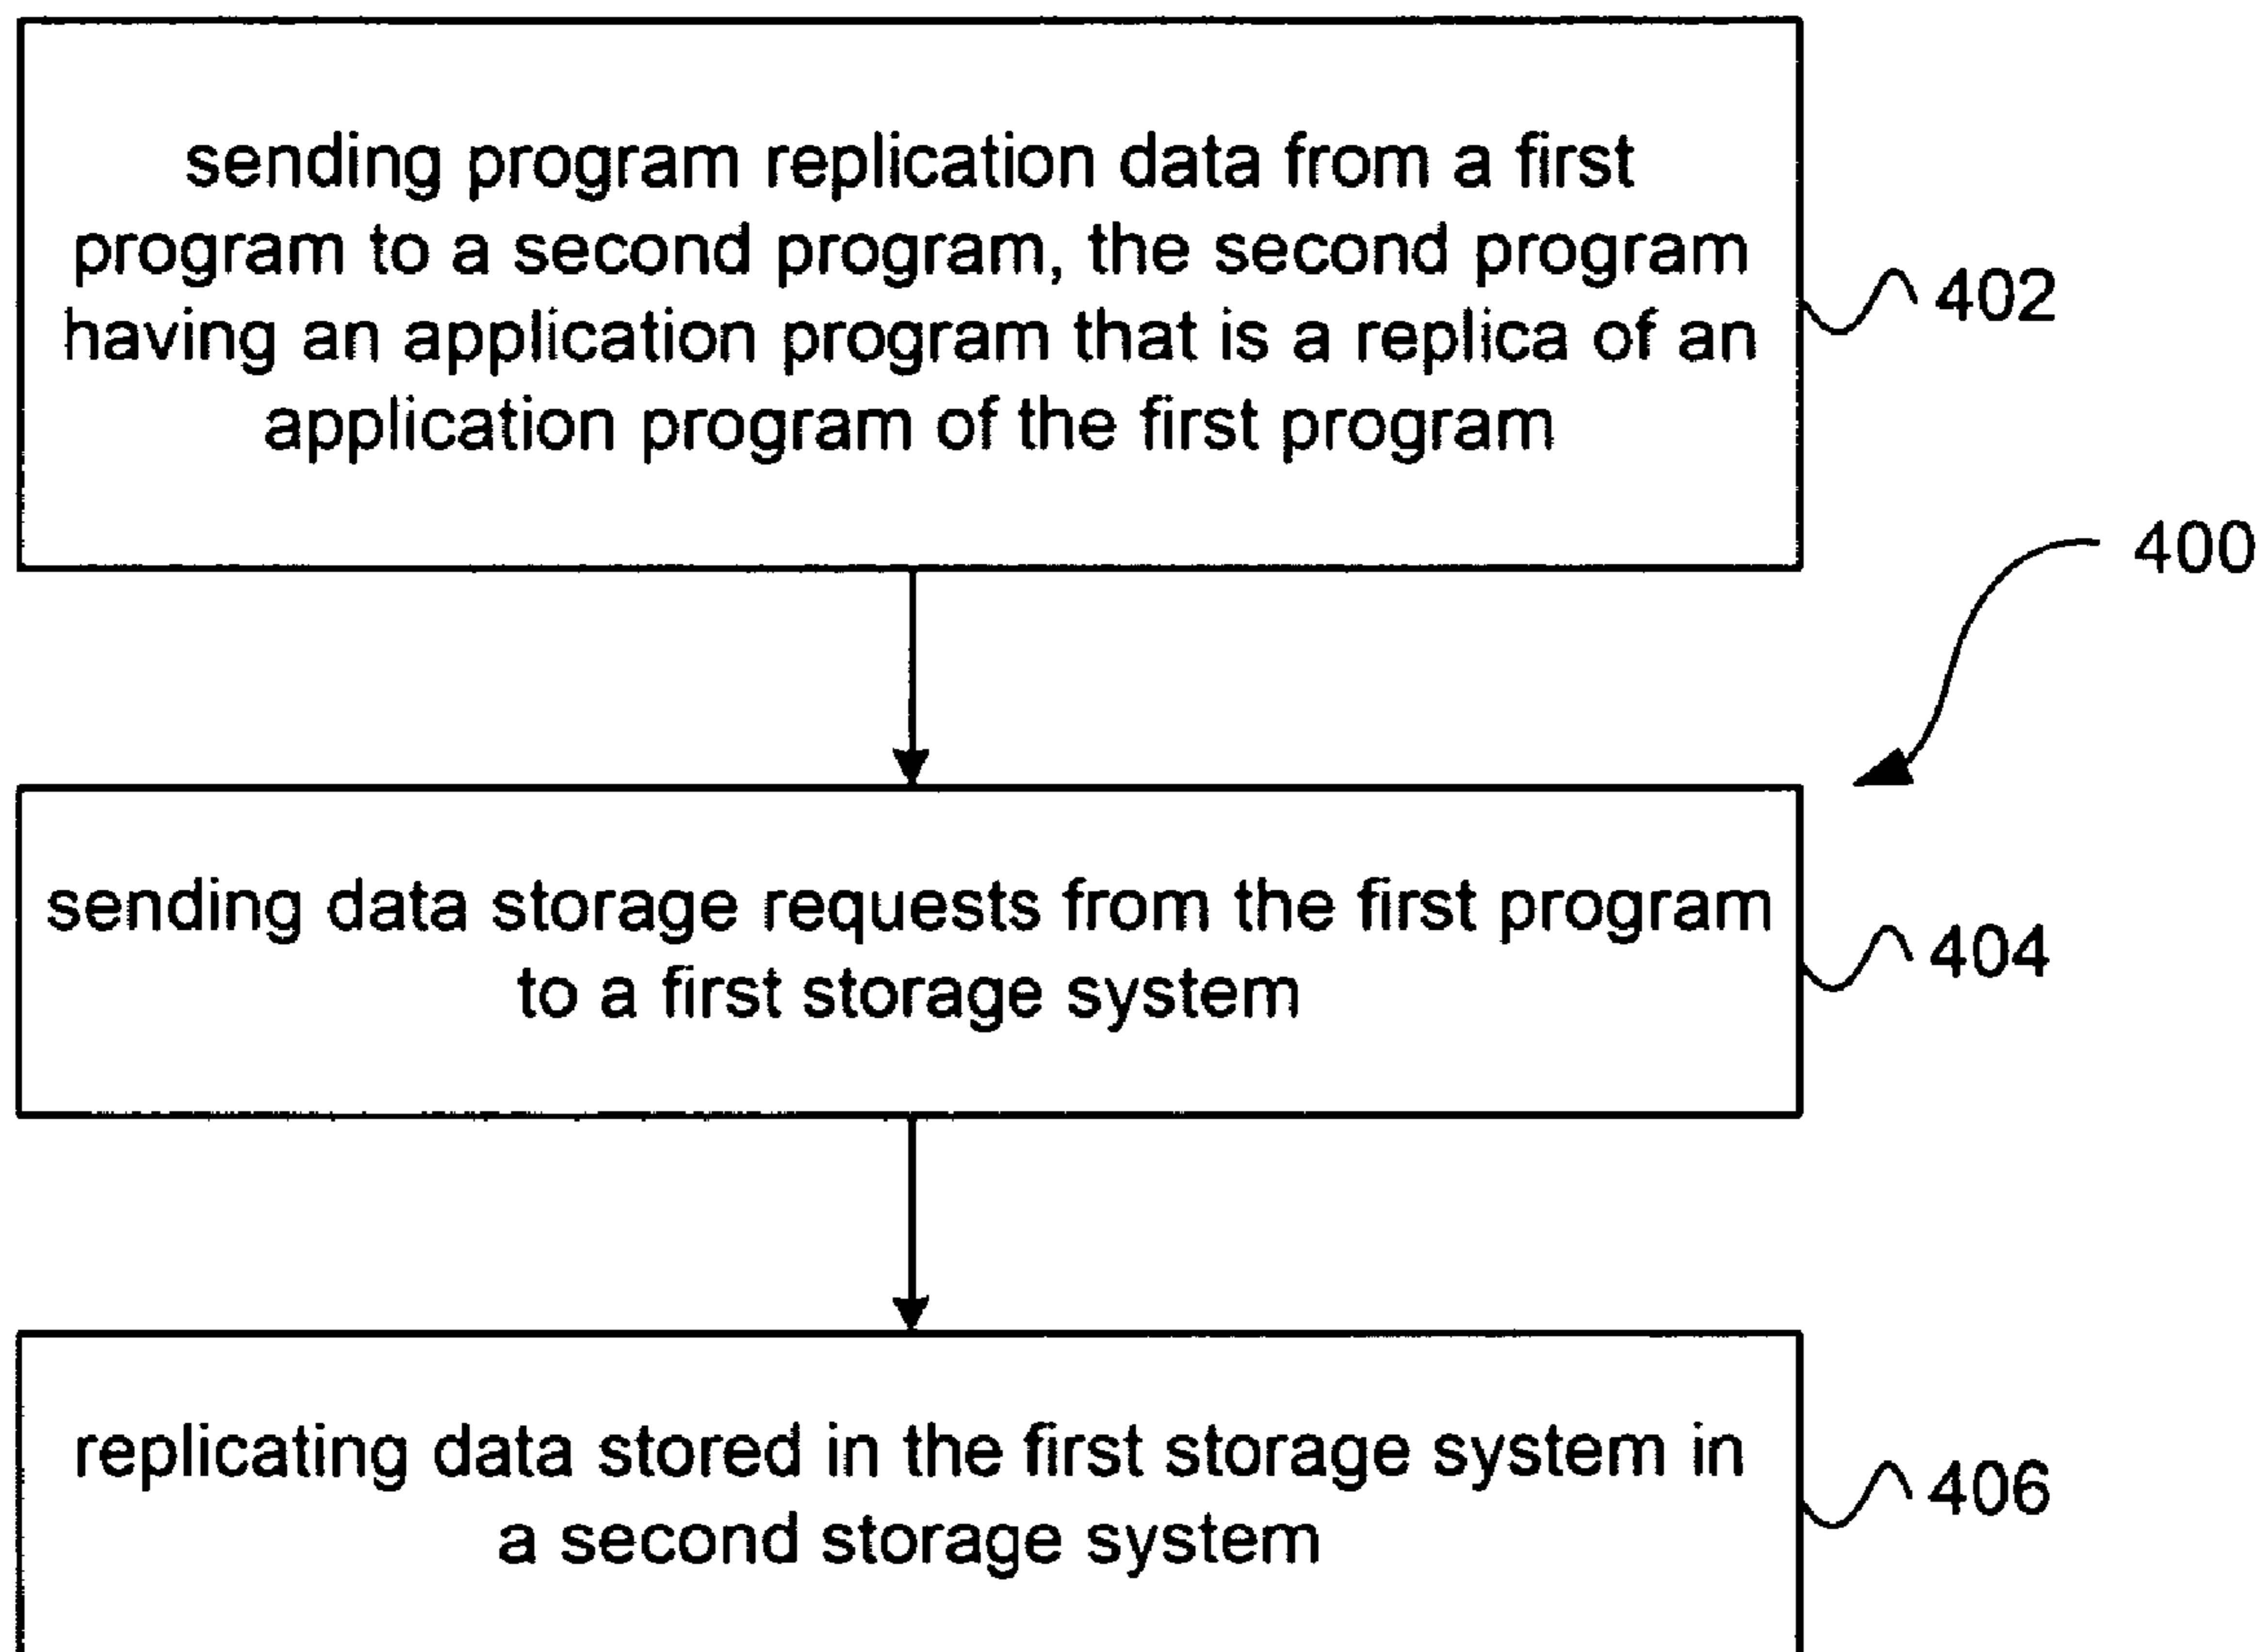 sending program replication data from a first
program to a second program, the second program
having an application program that is a replica of an
application program of the first program
402
400
sending data storage requests from the first program
to a first storage system
404
replicating data stored in the first storage system in
a second storage system
406